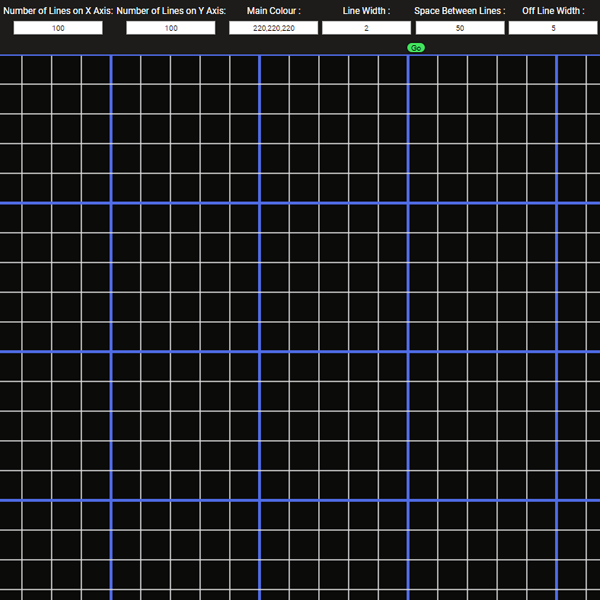 Number of Lines on X Axis: Number of Lines on Y Axis: Main Colour : Line Width : Space Between Lines : Off Line Width :
100 100 220,220,220 2 50 5
Go